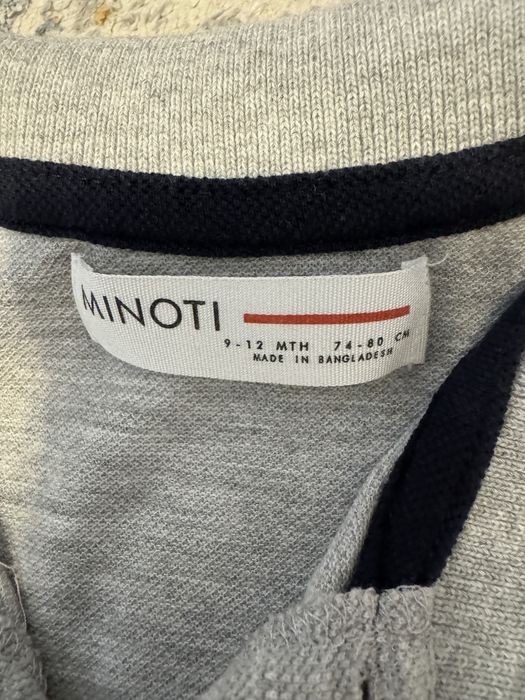 MINOTI
9-12 MTH 74-80 CM
MADE IN BANGLADESH